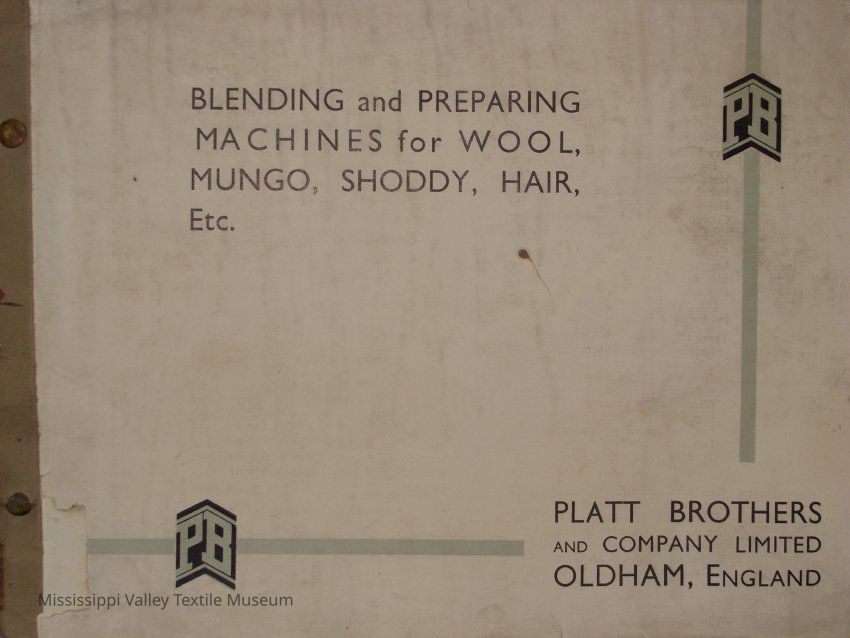 BLENDING and PREPARING
MACHINES for WOOL,
MUNGO, SHODDY, HAIR,
Etc.
PB
PLATT BROTHERS
AND COMPANY LIMITED
OLDHAM, ENGLAND
PB
Mississippi Valley Textile Museum